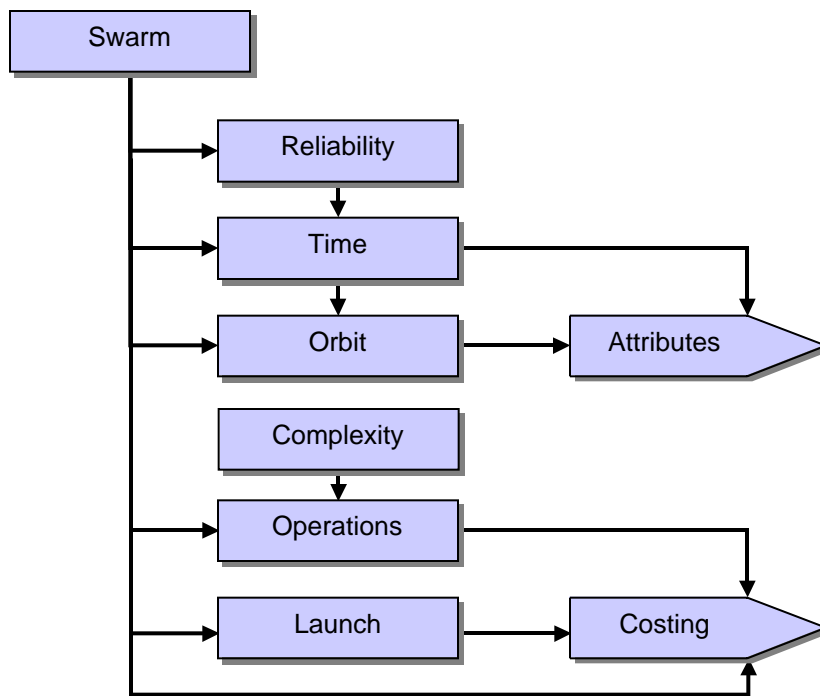 Swarm
Reliability
Time
Orbit
Attributes
Complexity
Operations
Launch
Costing